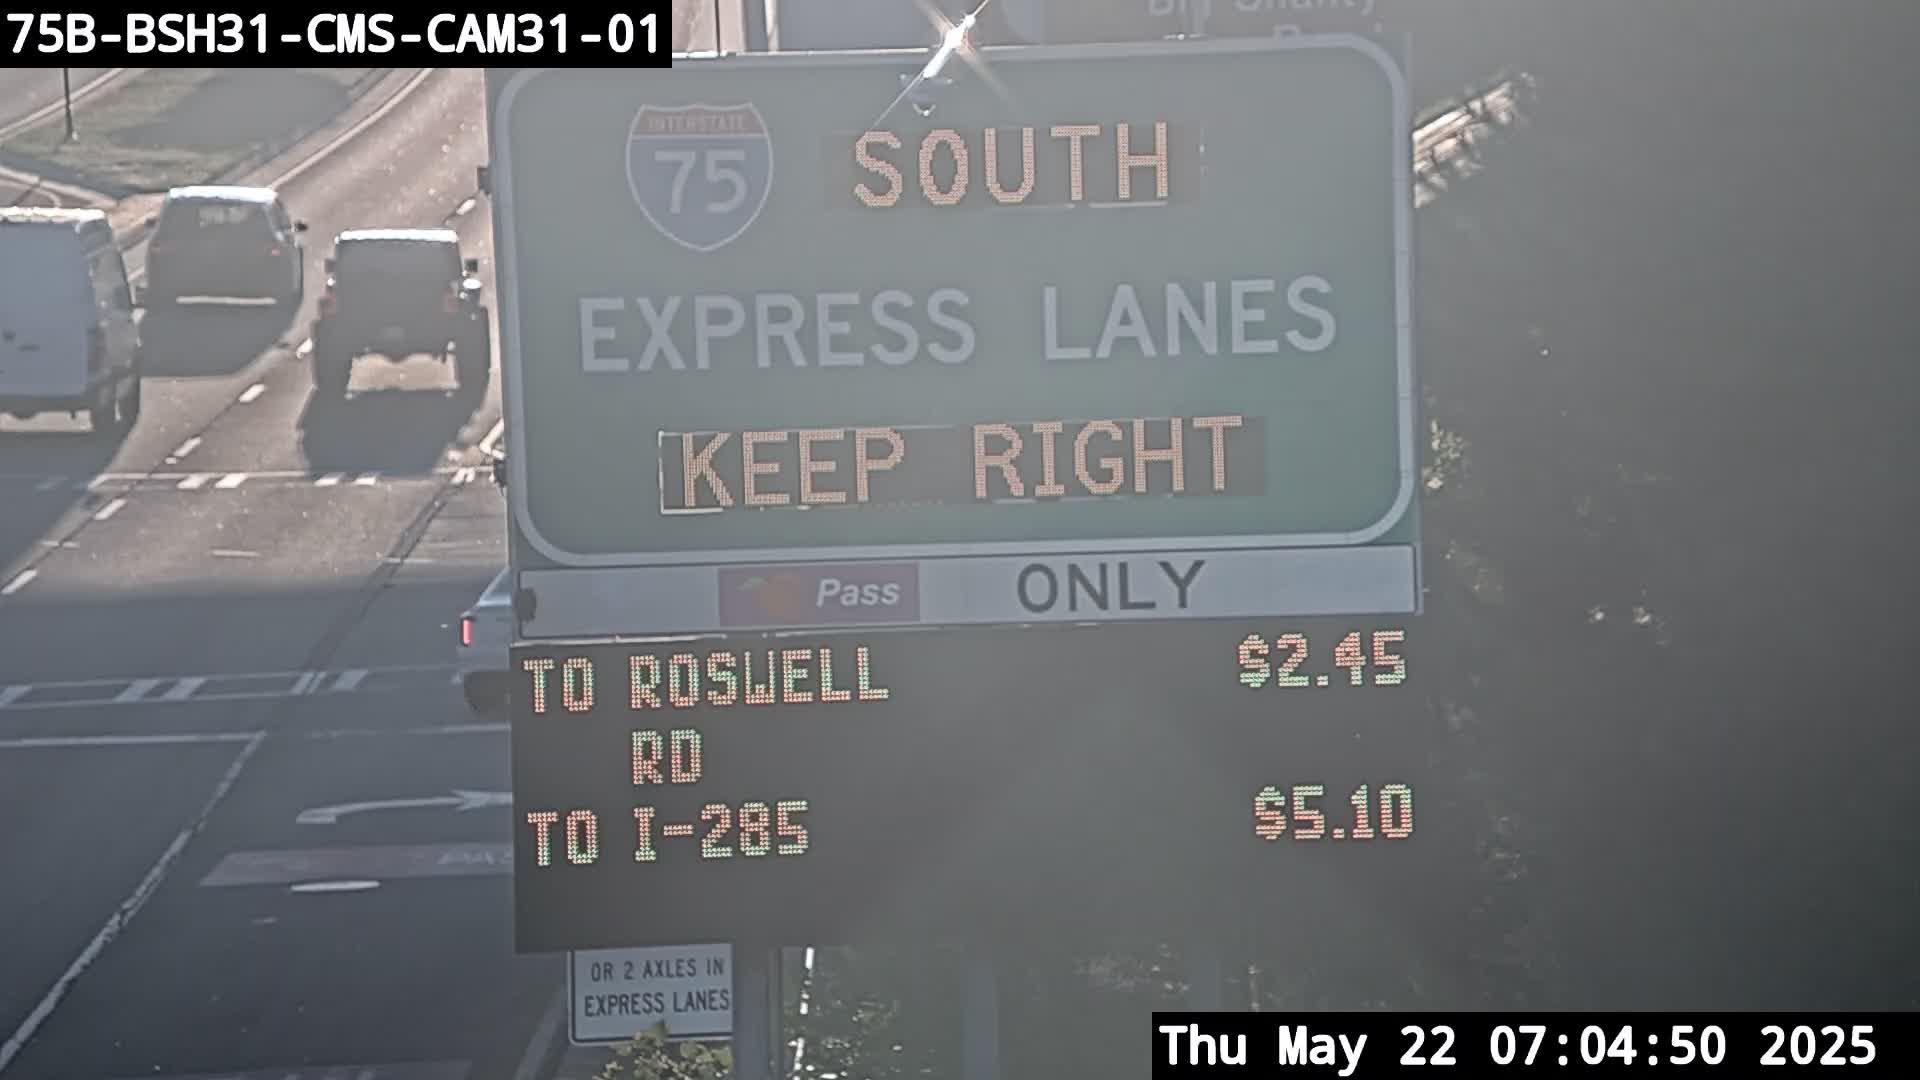 75B-BSH31-CMS-CAM31-01
INTERSTATE
75 SOUTH
EXPRESS LANES
KEEP RIGHT
Pass ONLY
TO ROSWELL $2.45
RD
TO I-285 $5.10
OR 2 AXLES IN
EXPRESS LANES
Thu May 22 07:04:50 2025